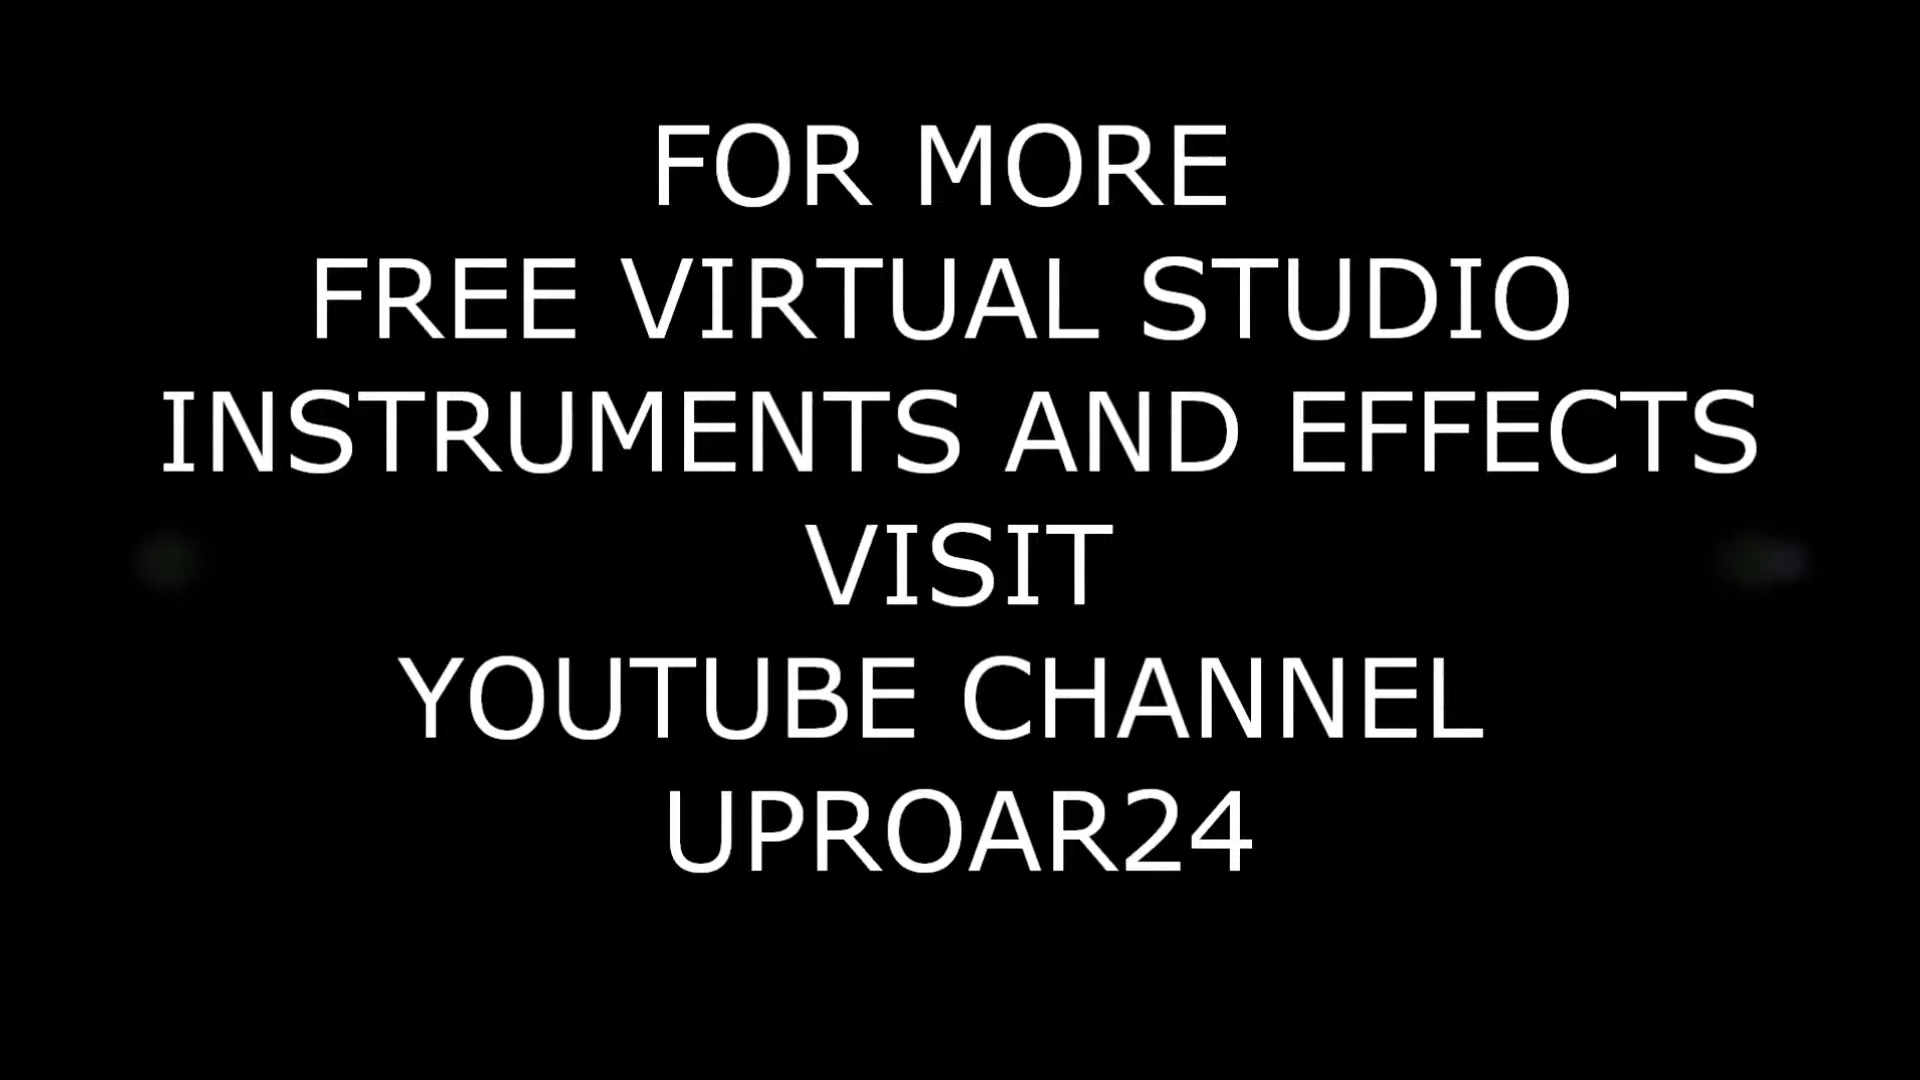 FOR MORE
FREE VIRTUAL STUDIO
INSTRUMENTS AND EFFECTS
VISIT
YOUTUBE CHANNEL
UPROAR24